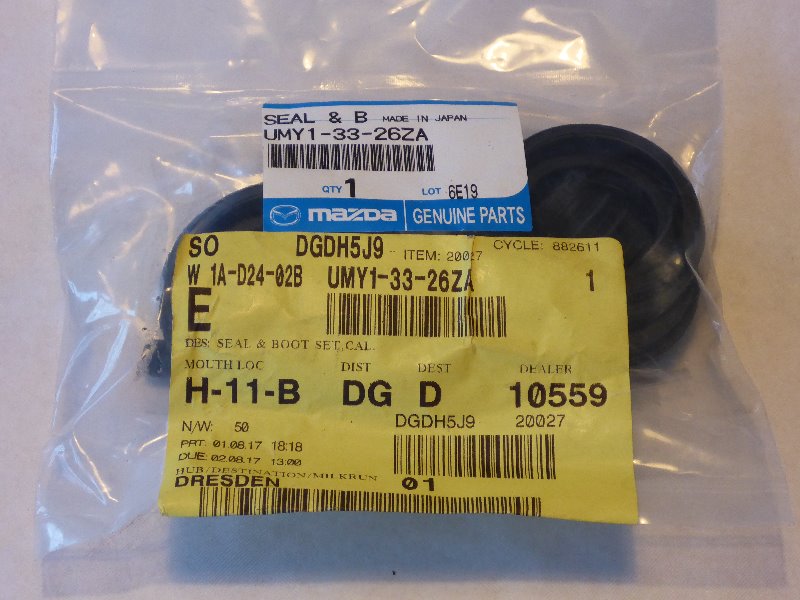 SEAL & B MADE IN JAPAN
UMY1-33-26ZA
QTY 1 LOT 6E19
mazda GENUINE PARTS
SO DGDH5J9 ITEM: 20027 CYCLE: 882611
W 1A-D24-02B UMY1-33-26ZA 1
E
DES: SEAL & BOOT SET,CAL.
MOUTH LOC DIST DEST DEALER
H-11-B DG D 10559
N/W: 50 DGDH5J9 20027
PRT: 01.08.17 18:18
DUE: 02.08.17 13:00
HUB/DESTINATION/MILKRUN
DRESDEN 01